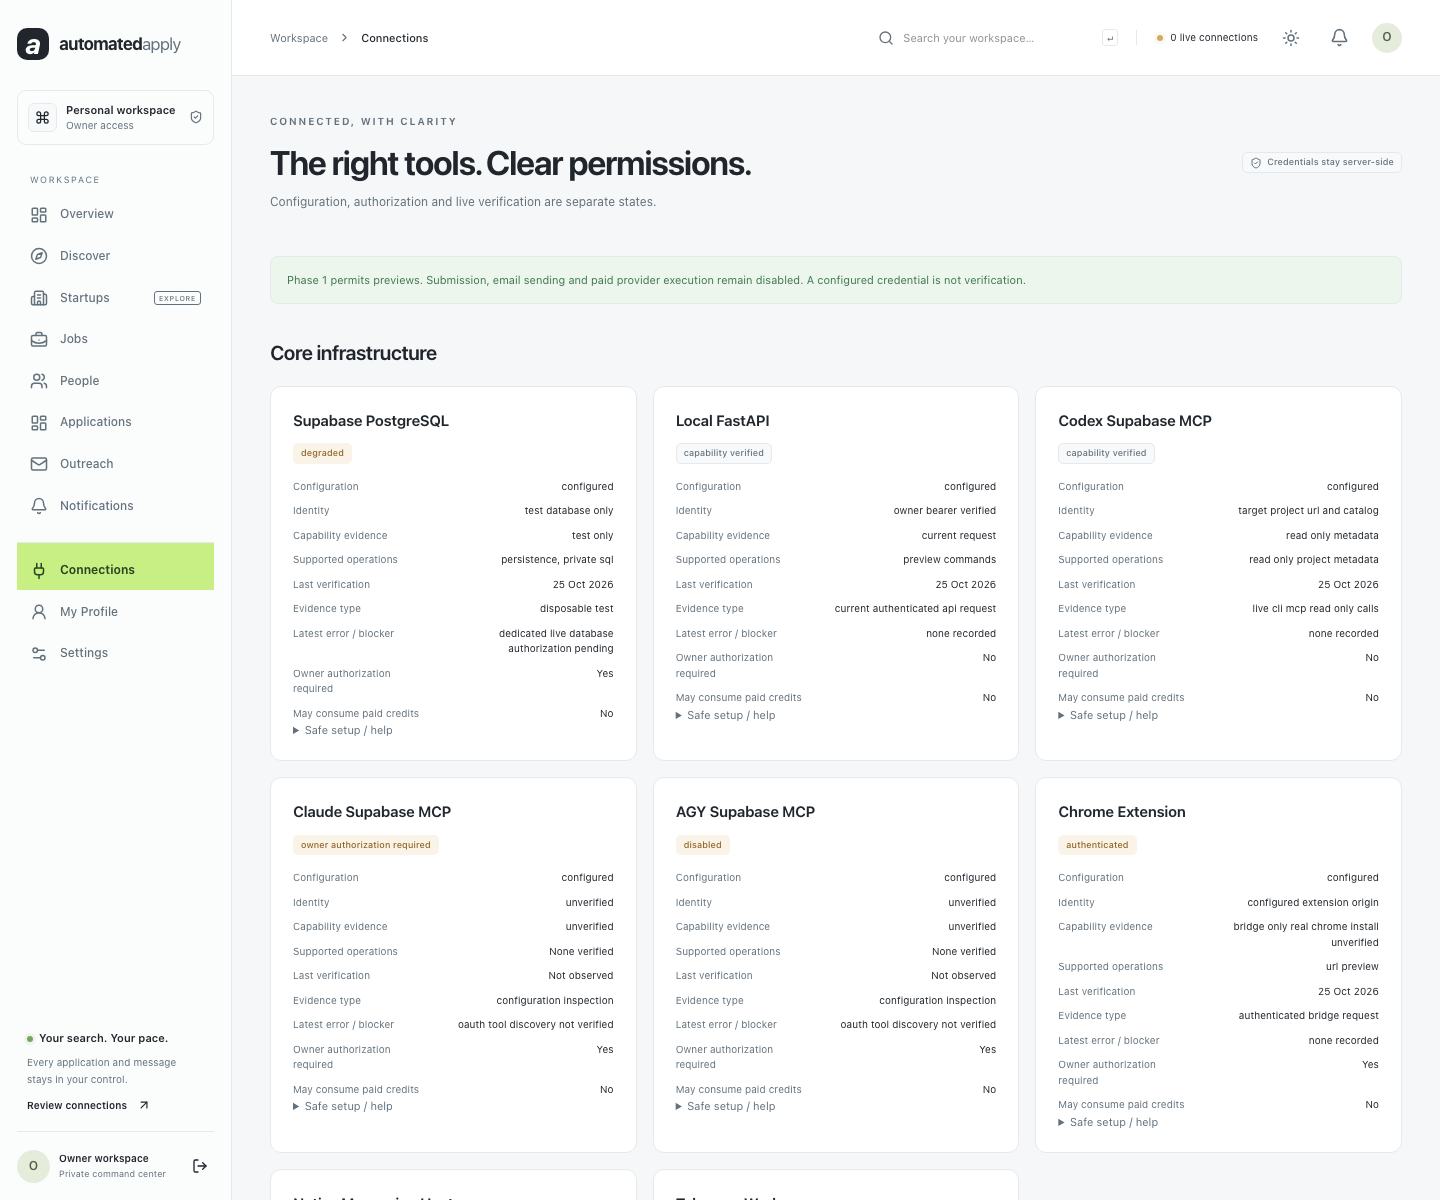 a automatedapply
Personal workspace
Owner access
WORKSPACE
Overview
Discover
Startups EXPLORE
Jobs
People
Applications
Outreach
Notifications
Connections
My Profile
Settings
Your search. Your pace.
Every application and message
stays in your control.
Review connections
O Owner workspace
Private command center
Workspace > Connections
Search your workspace...
0 live connections
O
CONNECTED, WITH CLARITY
The right tools. Clear permissions.
Configuration, authorization and live verification are separate states.
Credentials stay server-side
Phase 1 permits previews. Submission, email sending and paid provider execution remain disabled. A configured credential is not verification.
Core infrastructure
Supabase PostgreSQL
degraded
Configuration configured
Identity test database only
Capability evidence test only
Supported operations persistence, private sql
Last verification 25 Oct 2026
Evidence type disposable test
Latest error / blocker dedicated live database
authorization pending
Owner authorization Yes
required
May consume paid credits No
Safe setup / help
Local FastAPI
capability verified
Configuration configured
Identity owner bearer verified
Capability evidence current request
Supported operations preview commands
Last verification 25 Oct 2026
Evidence type current authenticated api request
Latest error / blocker none recorded
Owner authorization No
required
May consume paid credits No
Safe setup / help
Codex Supabase MCP
capability verified
Configuration configured
Identity target project url and catalog
Capability evidence read only metadata
Supported operations read only project metadata
Last verification 25 Oct 2026
Evidence type live cli mcp read only calls
Latest error / blocker none recorded
Owner authorization No
required
May consume paid credits No
Safe setup / help
Claude Supabase MCP
owner authorization required
Configuration configured
Identity unverified
Capability evidence unverified
Supported operations None verified
Last verification Not observed
Evidence type configuration inspection
Latest error / blocker oauth tool discovery not verified
Owner authorization Yes
required
May consume paid credits No
Safe setup / help
AGY Supabase MCP
disabled
Configuration configured
Identity unverified
Capability evidence unverified
Supported operations None verified
Last verification Not observed
Evidence type configuration inspection
Latest error / blocker oauth tool discovery not verified
Owner authorization Yes
required
May consume paid credits No
Safe setup / help
Chrome Extension
authenticated
Configuration configured
Identity configured extension origin
Capability evidence bridge only real chrome install
unverified
Supported operations url preview
Last verification 25 Oct 2026
Evidence type authenticated bridge request
Latest error / blocker none recorded
Owner authorization Yes
required
May consume paid credits No
Safe setup / help